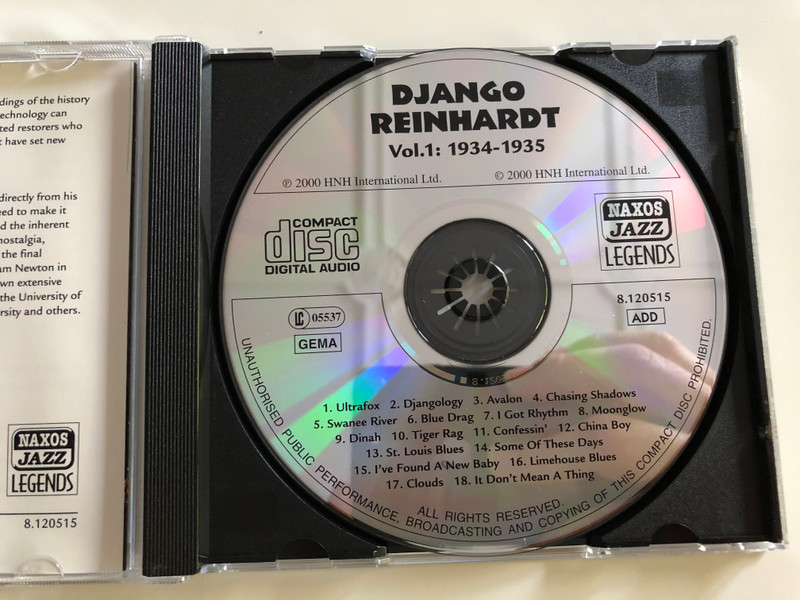 dings of the history
echnology can
ted restorers who
t have set new
directly from his
eed to make it
d the inherent
nostalgia,
the final
am Newton in
wn extensive
the University of
rsity and others.
NAXOS
JAZZ
LEGENDS
8.120515
DJANGO
REINHARDT
Vol.1: 1934-1935
℗ 2000 HNH International Ltd.
© 2000 HNH International Ltd.
COMPACT
disc
DIGITAL AUDIO
NAXOS
JAZZ
LEGENDS
LC 05537
GEMA
8.120515
ADD
1. Ultrafox 2. Djangology 3. Avalon 4. Chasing Shadows
5. Swanee River 6. Blue Drag 7. I Got Rhythm 8. Moonglow
9. Dinah 10. Tiger Rag 11. Confessin' 12. China Boy
13. St. Louis Blues 14. Some Of These Days
15. I've Found A New Baby 16. Limehouse Blues
17. Clouds 18. It Don't Mean A Thing
ALL RIGHTS RESERVED.
UNAUTHORISED PUBLIC PERFORMANCE, BROADCASTING AND COPYING OF THIS COMPACT DISC PROHIBITED.